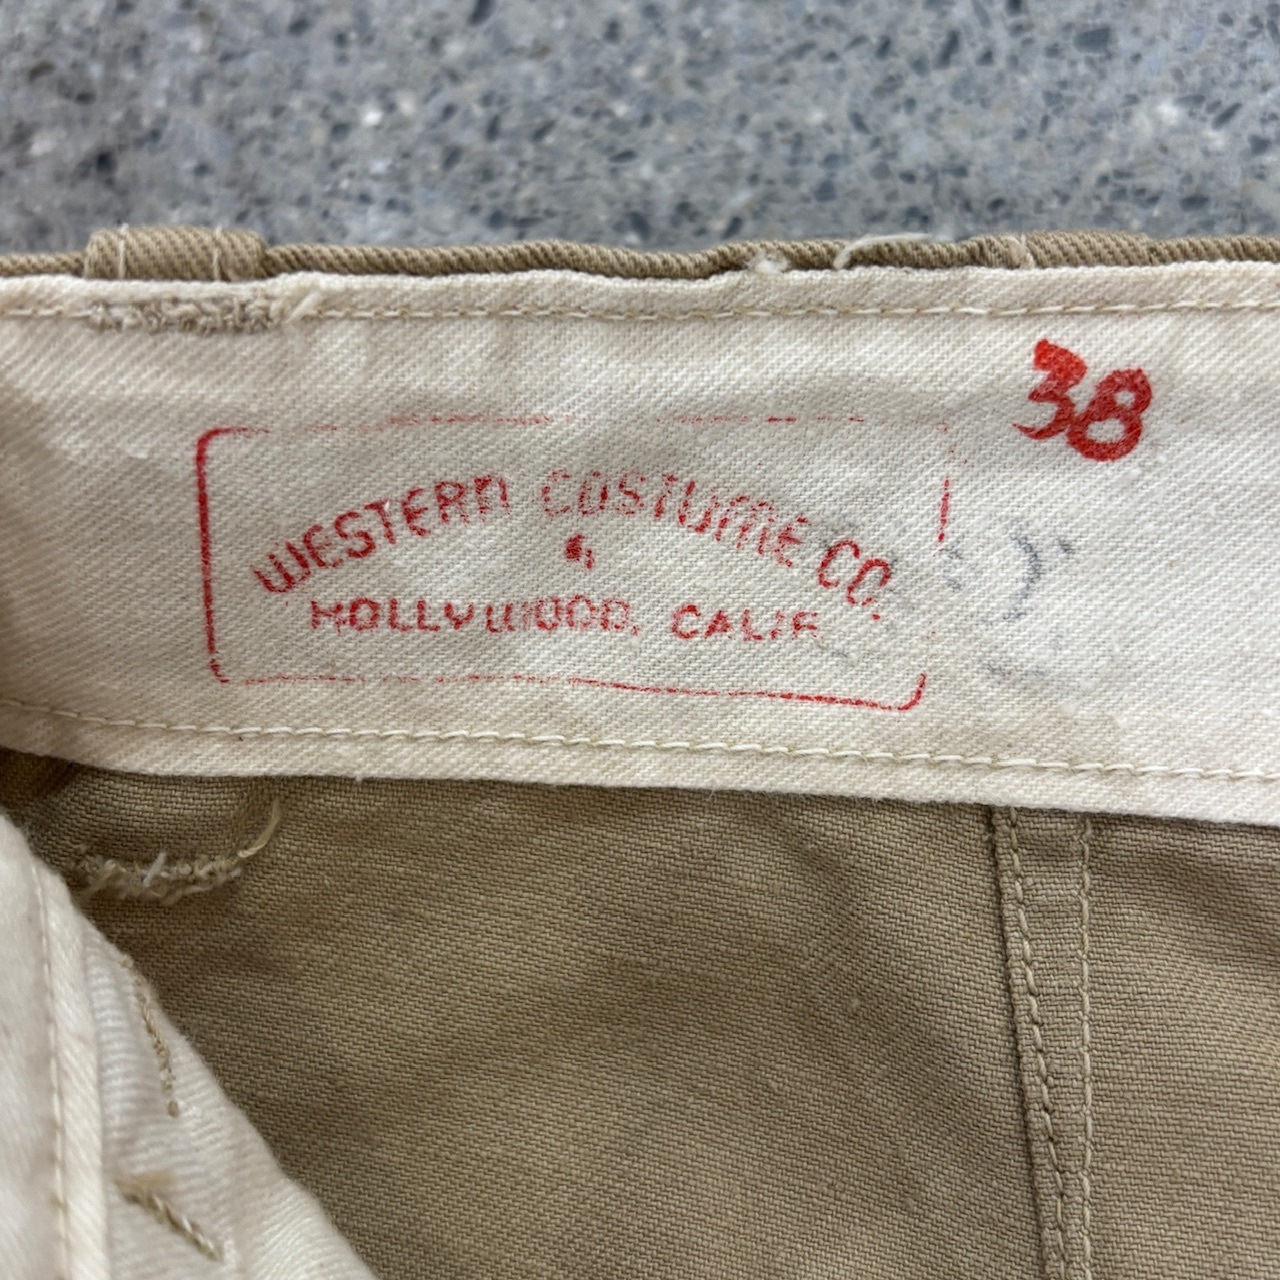 38
WESTERN COSTUME CO.
HOLLYWOOD, CALIF